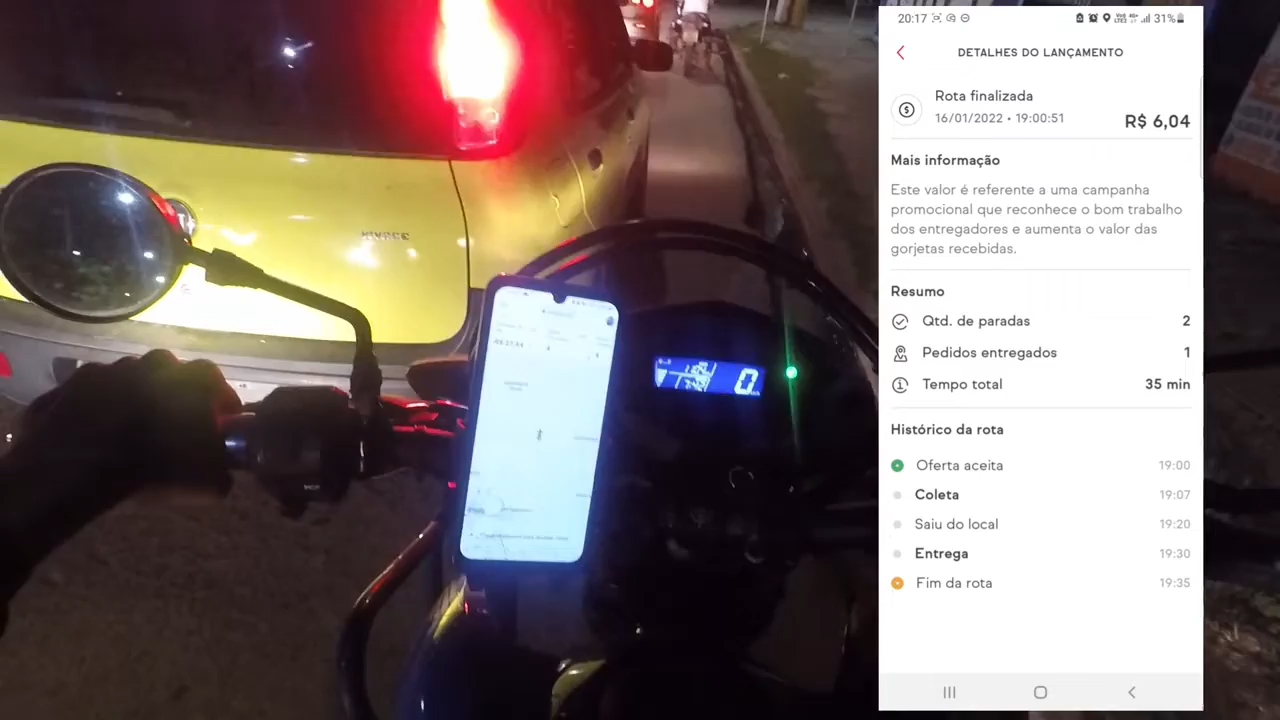 20:17
31%
DETALHES DO LANÇAMENTO
Rota finalizada
16/01/2022 • 19:00:51
R$ 6,04
Mais informação
Este valor é referente a uma campanha
promocional que reconhece o bom trabalho
dos entregadores e aumenta o valor das
gorjetas recebidas.
Resumo
Qtd. de paradas 2
Pedidos entregados 1
Tempo total 35 min
Histórico da rota
Oferta aceita 19:00
Coleta 19:07
Saiu do local 19:20
Entrega 19:30
Fim da rota 19:35
0